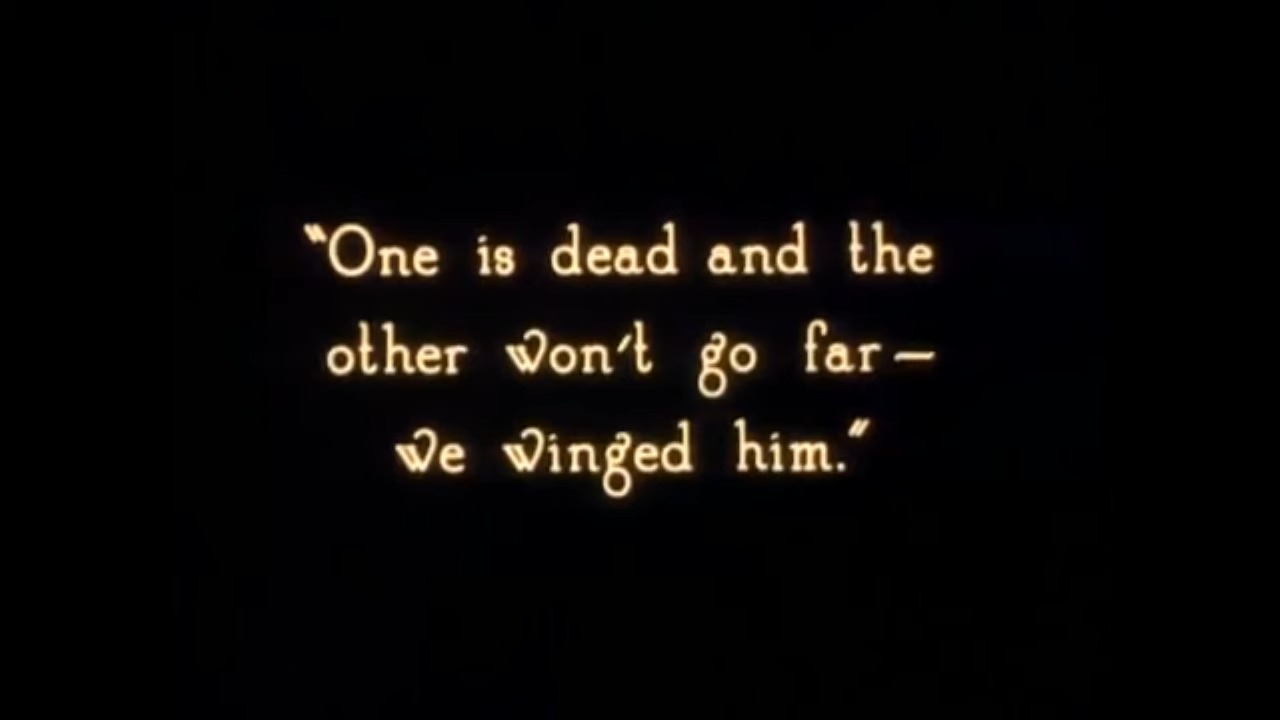 “One is dead and the
other won't go far—
we winged him.”